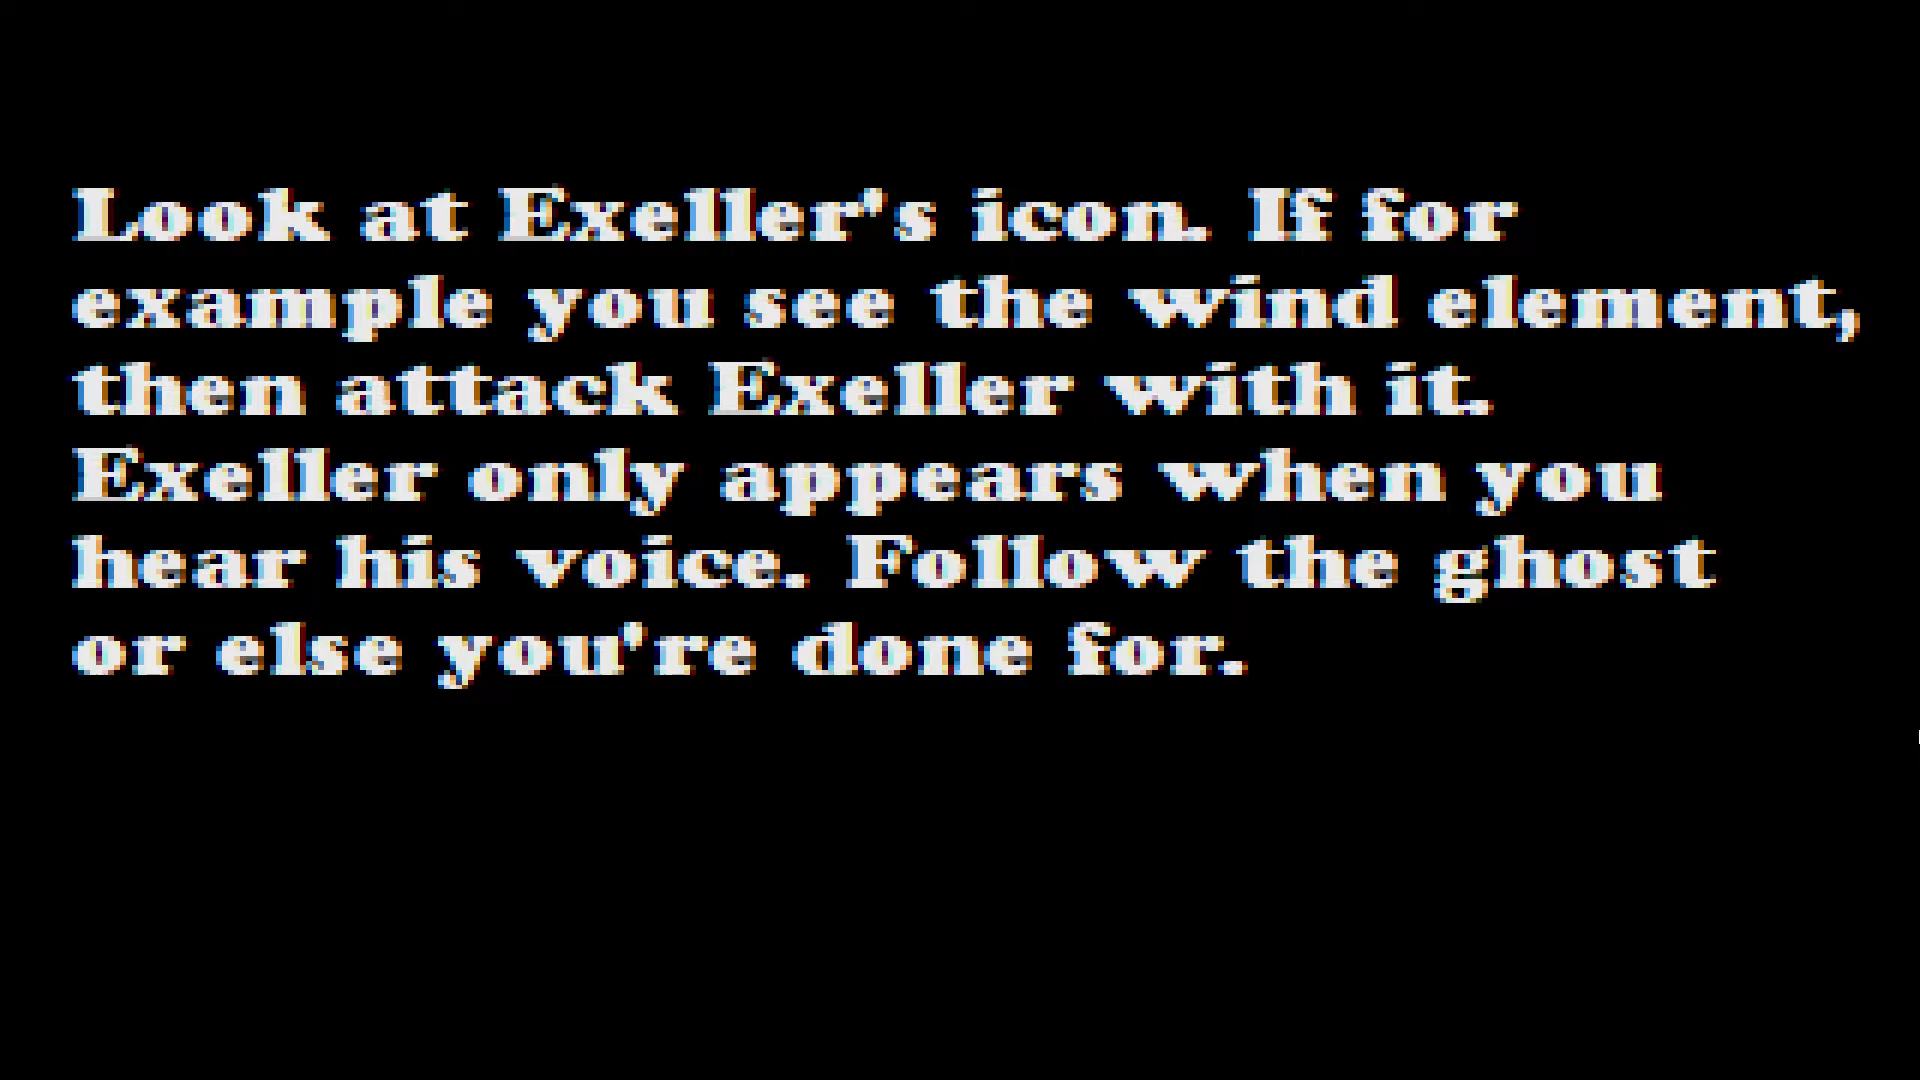 Look at Exeller's icon. If for
example you see the wind element,
then attack Exeller with it.
Exeller only appears when you
hear his voice. Follow the ghost
or else you're done for.